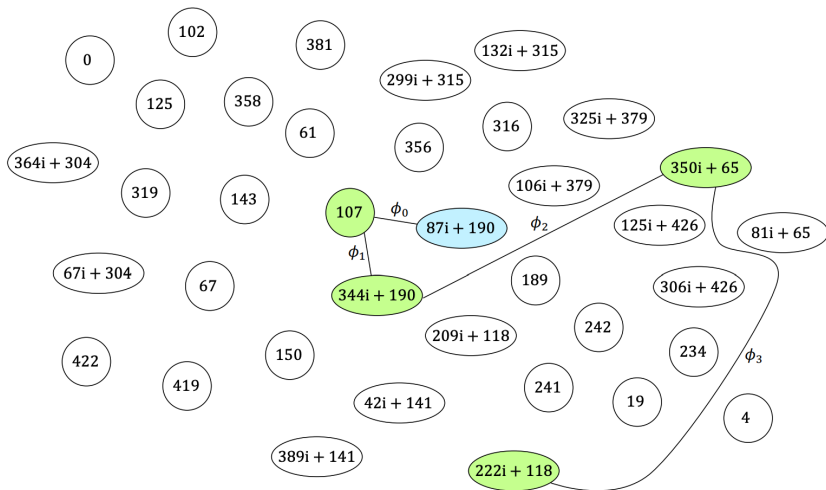 102
381
132i + 315
0
299i + 315
125
358
325i + 379
61
316
356
364i + 304
350i + 65
319
143
106i + 379
107
ϕ0
87i + 190
ϕ2
125i + 426
81i + 65
ϕ1
67i + 304
67
189
306i + 426
344i + 190
242
209i + 118
234
150
ϕ3
422
419
241
42i + 141
19
4
389i + 141
222i + 118